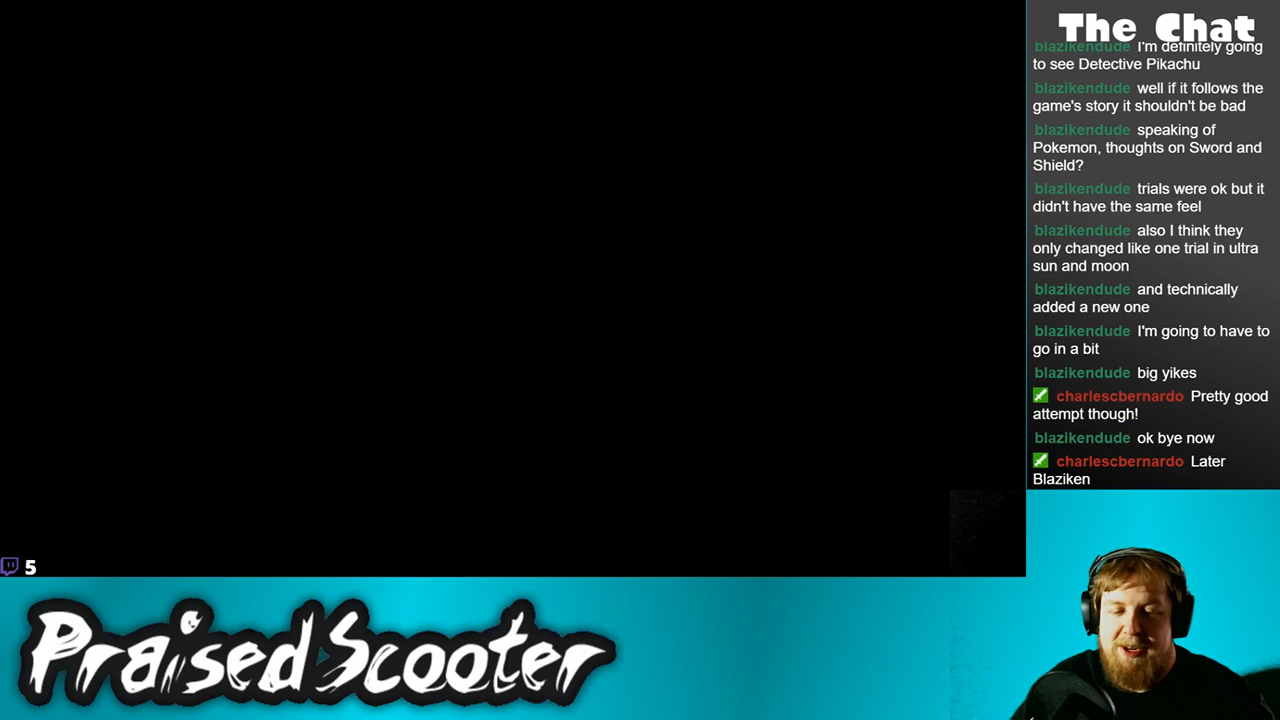 The Chat
blazikendude I'm definitely going
to see Detective Pikachu
blazikendude well if it follows the
game's story it shouldn't be bad
blazikendude speaking of
Pokemon, thoughts on Sword and
Shield?
blazikendude trials were ok but it
didn't have the same feel
blazikendude also I think they
only changed like one trial in ultra
sun and moon
blazikendude and technically
added a new one
blazikendude I'm going to have to
go in a bit
blazikendude big yikes
charlescbernardo Pretty good
attempt though!
blazikendude ok bye now
charlescbernardo Later
Blaziken
5
PraisedScooter